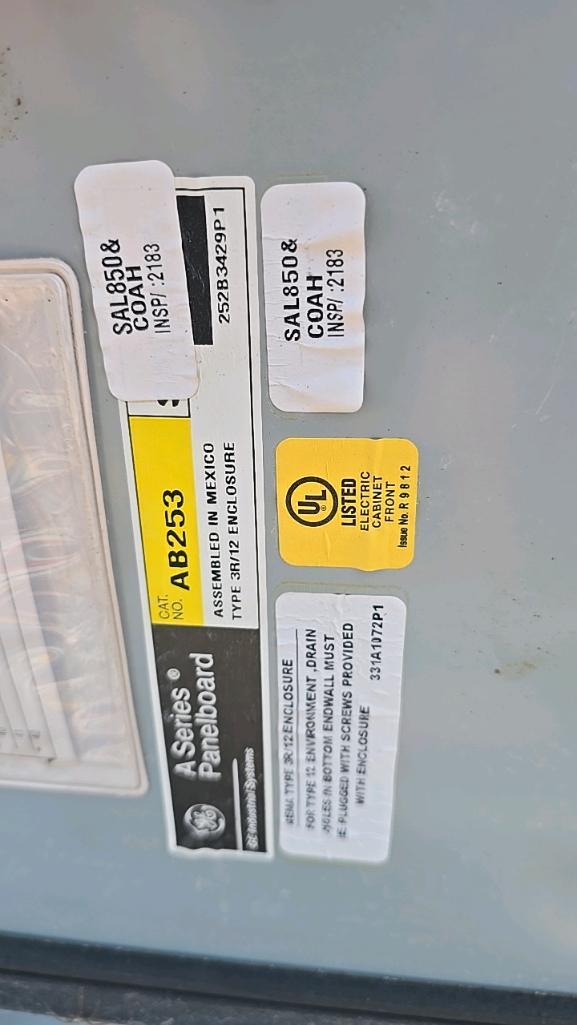 SAL850&
COAH
INSP/ :2183
252B3429P1
CAT.
NO. AB253
ASSEMBLED IN MEXICO
TYPE 3R/12 ENCLOSURE
A Series ®
Panelboard
GE Industrial Systems
SAL850&
COAH
INSP/ :2183
UL
®
LISTED
ELECTRIC
CABINET
FRONT
Issue No. R 9812
NEMA TYPE 3R/12 ENCLOSURE
FOR TYPE 12 ENVIRONMENT ,DRAIN
HOLES IN BOTTOM ENDWALL MUST
BE PLUGGED WITH SCREWS PROVIDED
WITH ENCLOSURE 331A1072P1